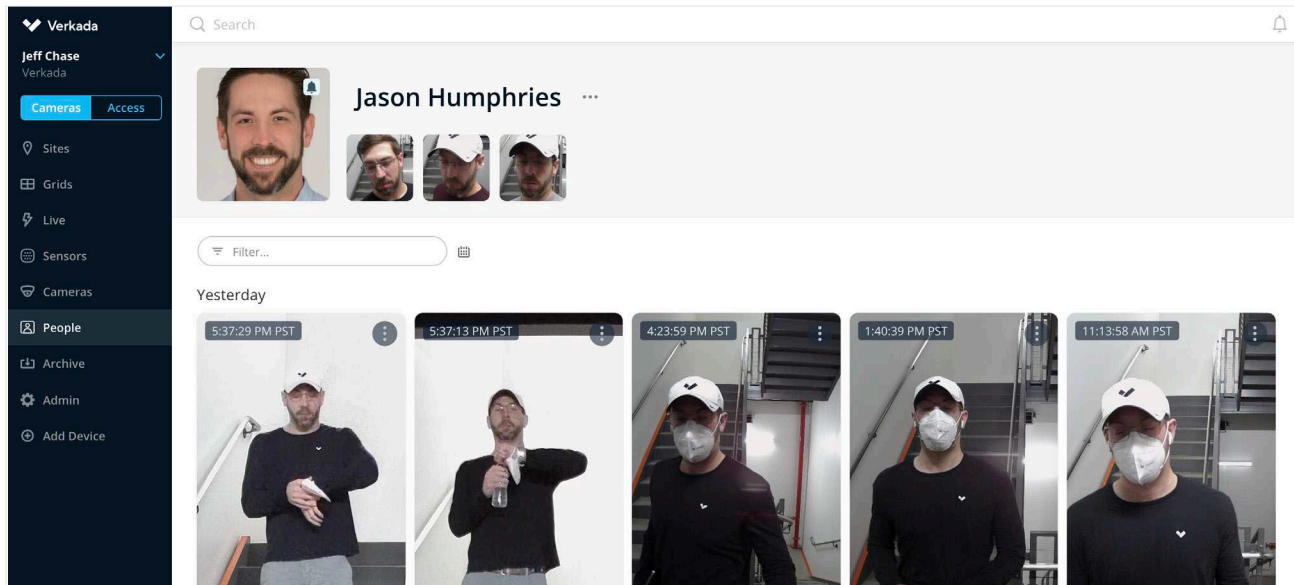 Verkada
Search
Jeff Chase
Verkada
Cameras Access
Jason Humphries
Sites
Grids
Live
Sensors
Filter...
Cameras
Yesterday
People
5:37:29 PM PST 5:37:13 PM PST 4:23:59 PM PST 1:40:39 PM PST 11:13:58 AM PST
Archive
Admin
Add Device